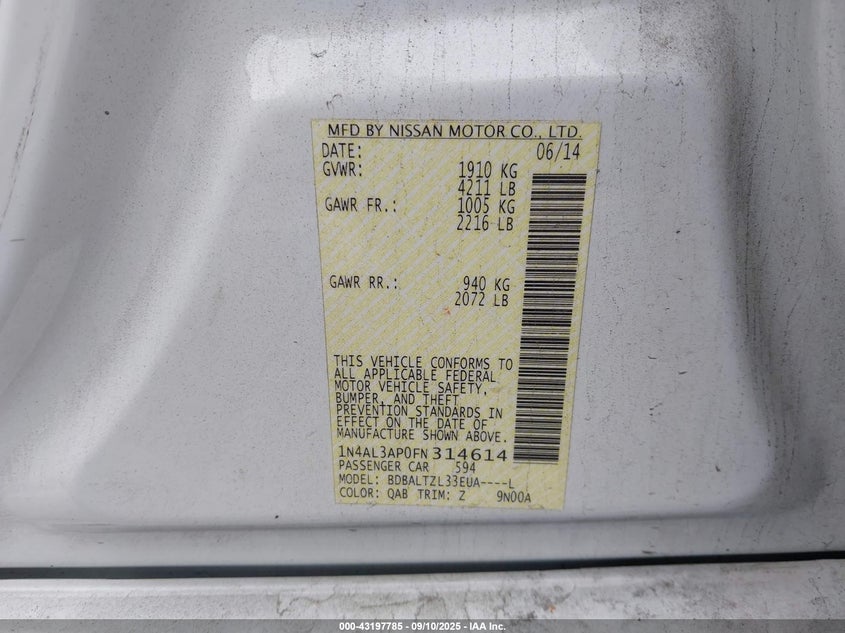 MFD BY NISSAN MOTOR CO., LTD.
DATE: 06/14
GVWR: 1910 KG
4211 LB
GAWR FR.: 1005 KG
2216 LB
GAWR RR.: 940 KG
2072 LB
THIS VEHICLE CONFORMS TO
ALL APPLICABLE FEDERAL
MOTOR VEHICLE SAFETY,
BUMPER, AND THEFT
PREVENTION STANDARDS IN
EFFECT ON THE DATE OF
MANUFACTURE SHOWN ABOVE.
1N4AL3AP0FN 314614
PASSENGER CAR 594
MODEL: BDBALTZL33EUA----L
COLOR: QAB TRIM: Z 9N00A
000-43197785 - 09/10/2025 - IAA Inc.